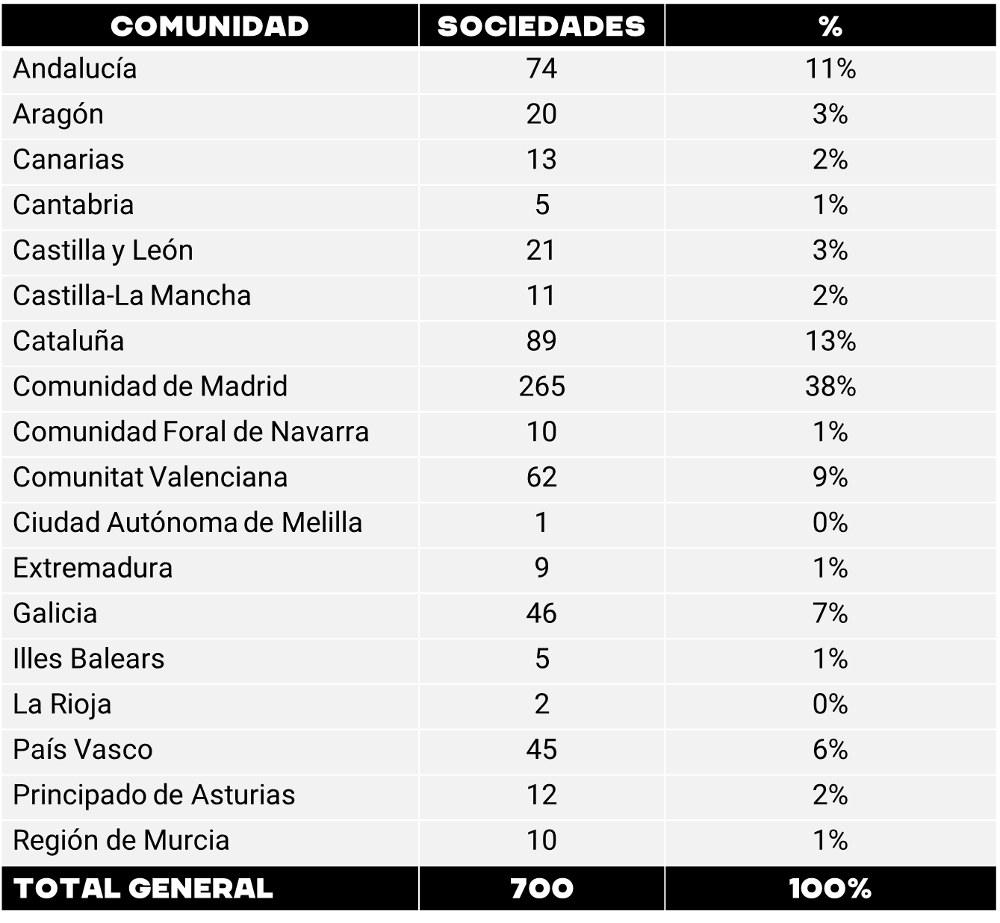 COMUNIDAD SOCIEDADES %
Andalucía 74 11%
Aragón 20 3%
Canarias 13 2%
Cantabria 5 1%
Castilla y León 21 3%
Castilla-La Mancha 11 2%
Cataluña 89 13%
Comunidad de Madrid 265 38%
Comunidad Foral de Navarra 10 1%
Comunitat Valenciana 62 9%
Ciudad Autónoma de Melilla 1 0%
Extremadura 9 1%
Galicia 46 7%
Illes Balears 5 1%
La Rioja 2 0%
País Vasco 45 6%
Principado de Asturias 12 2%
Región de Murcia 10 1%
TOTAL GENERAL 700 100%